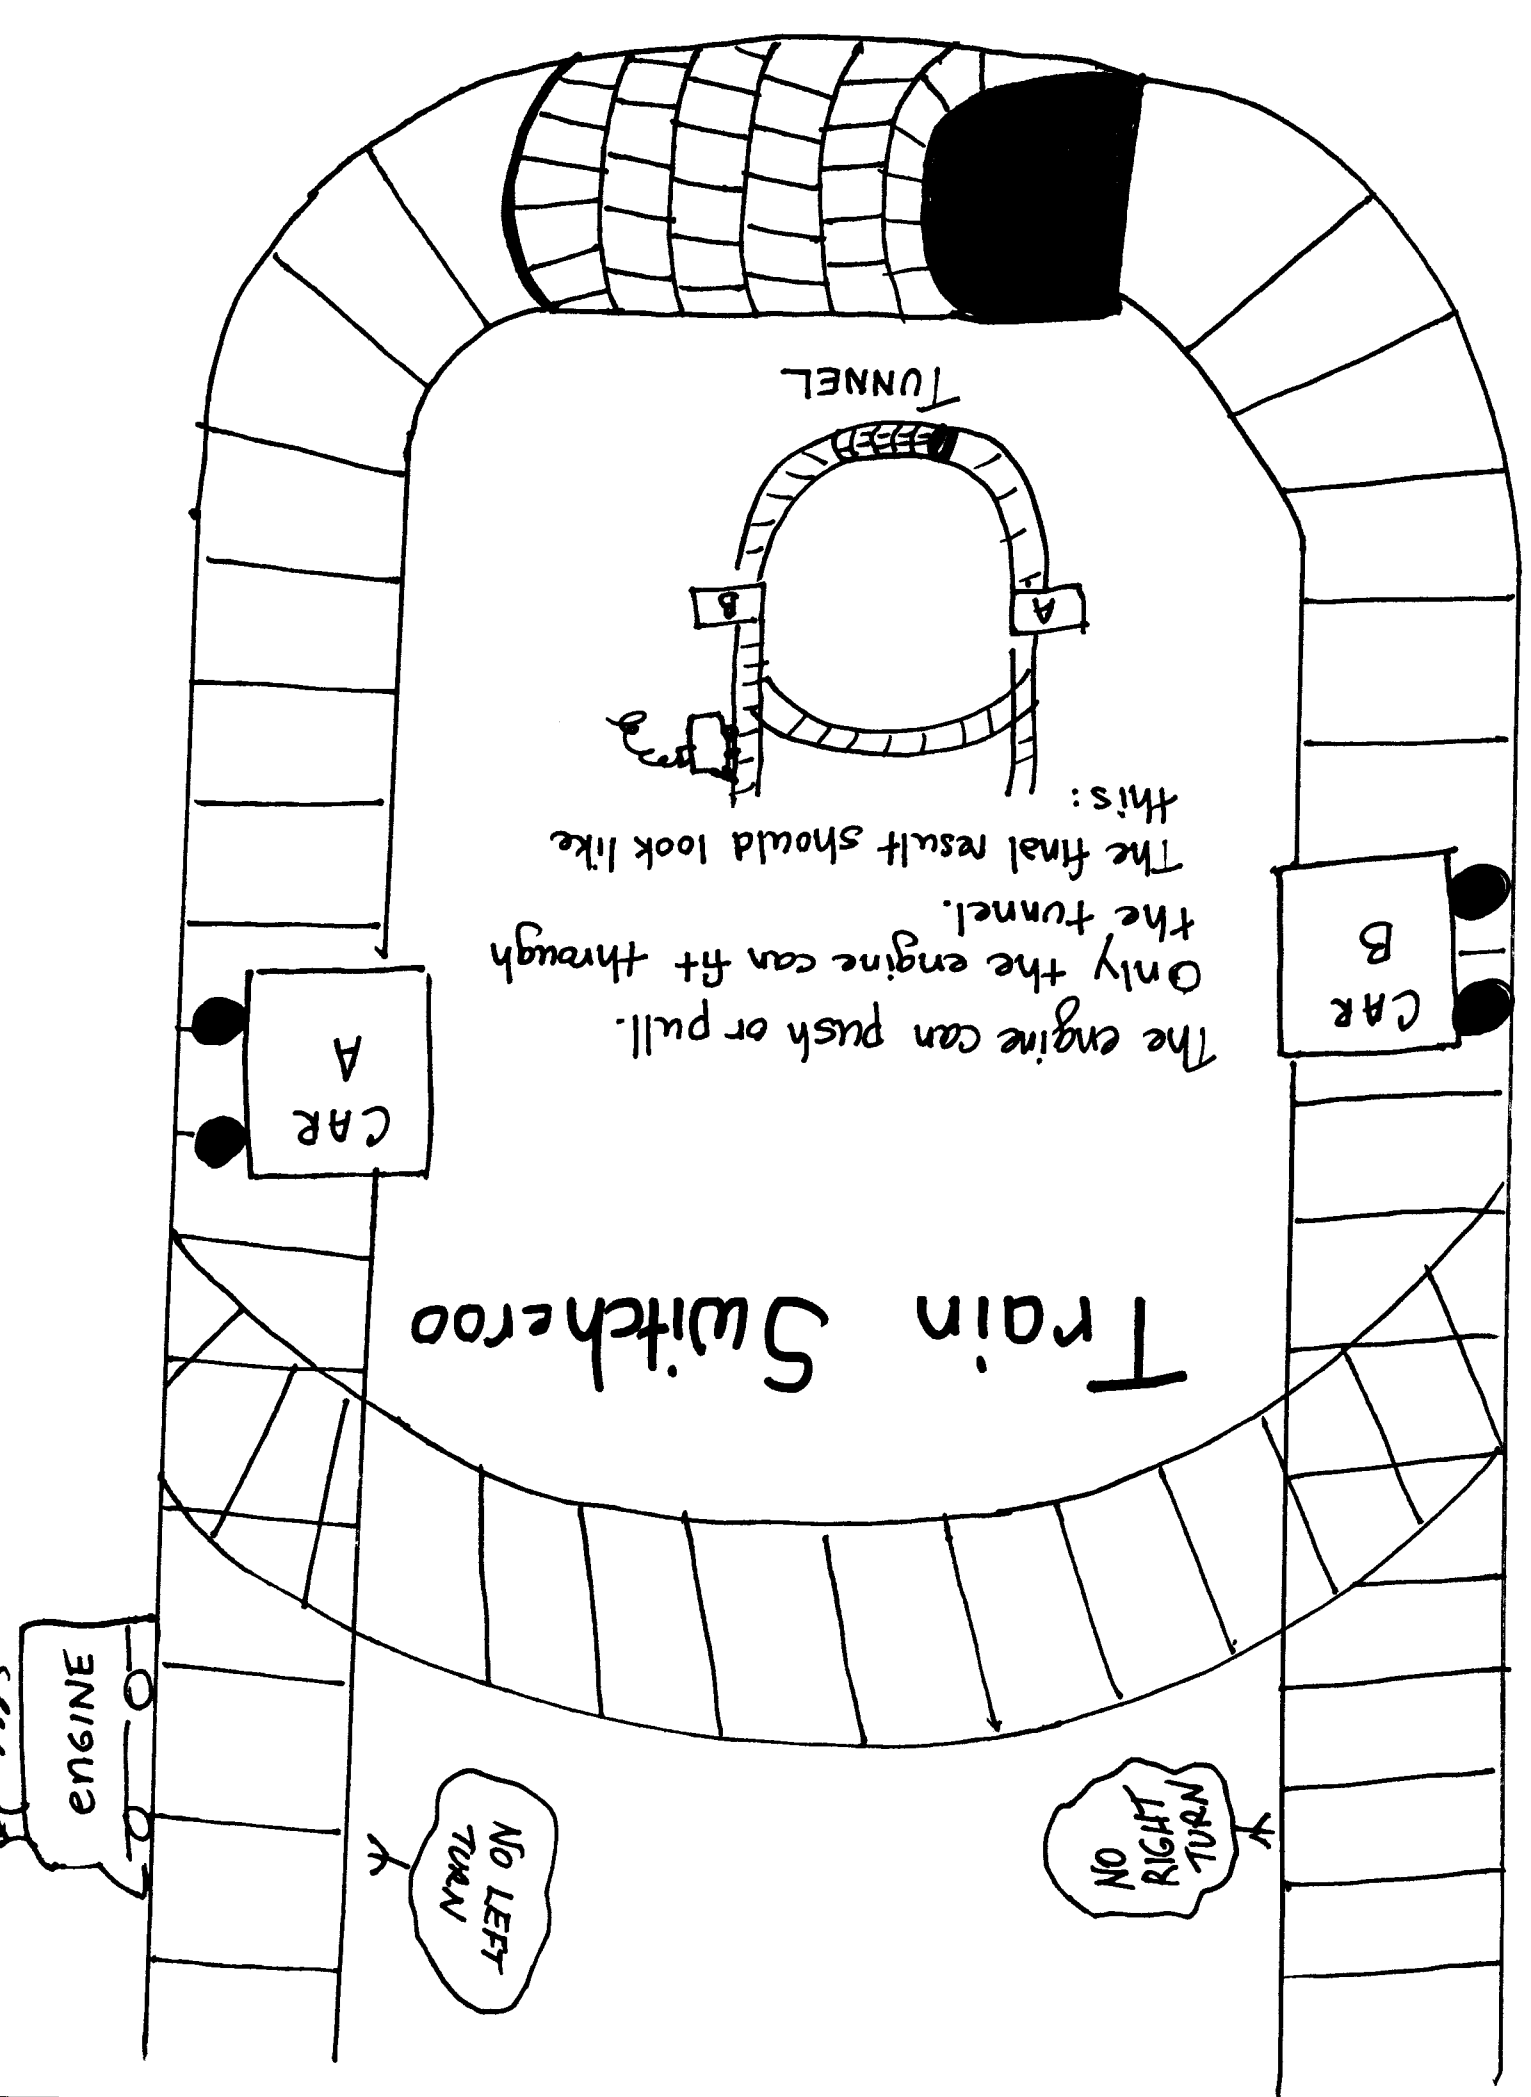 NO LEFT
TURN
NO
RIGHT
TURN
ENGINE
Train Switcheroo
CAR
A
CAR
B
The engine can push or pull.
Only the engine can fit through
the tunnel.
The final result should look like
this:
A
B
TUNNEL